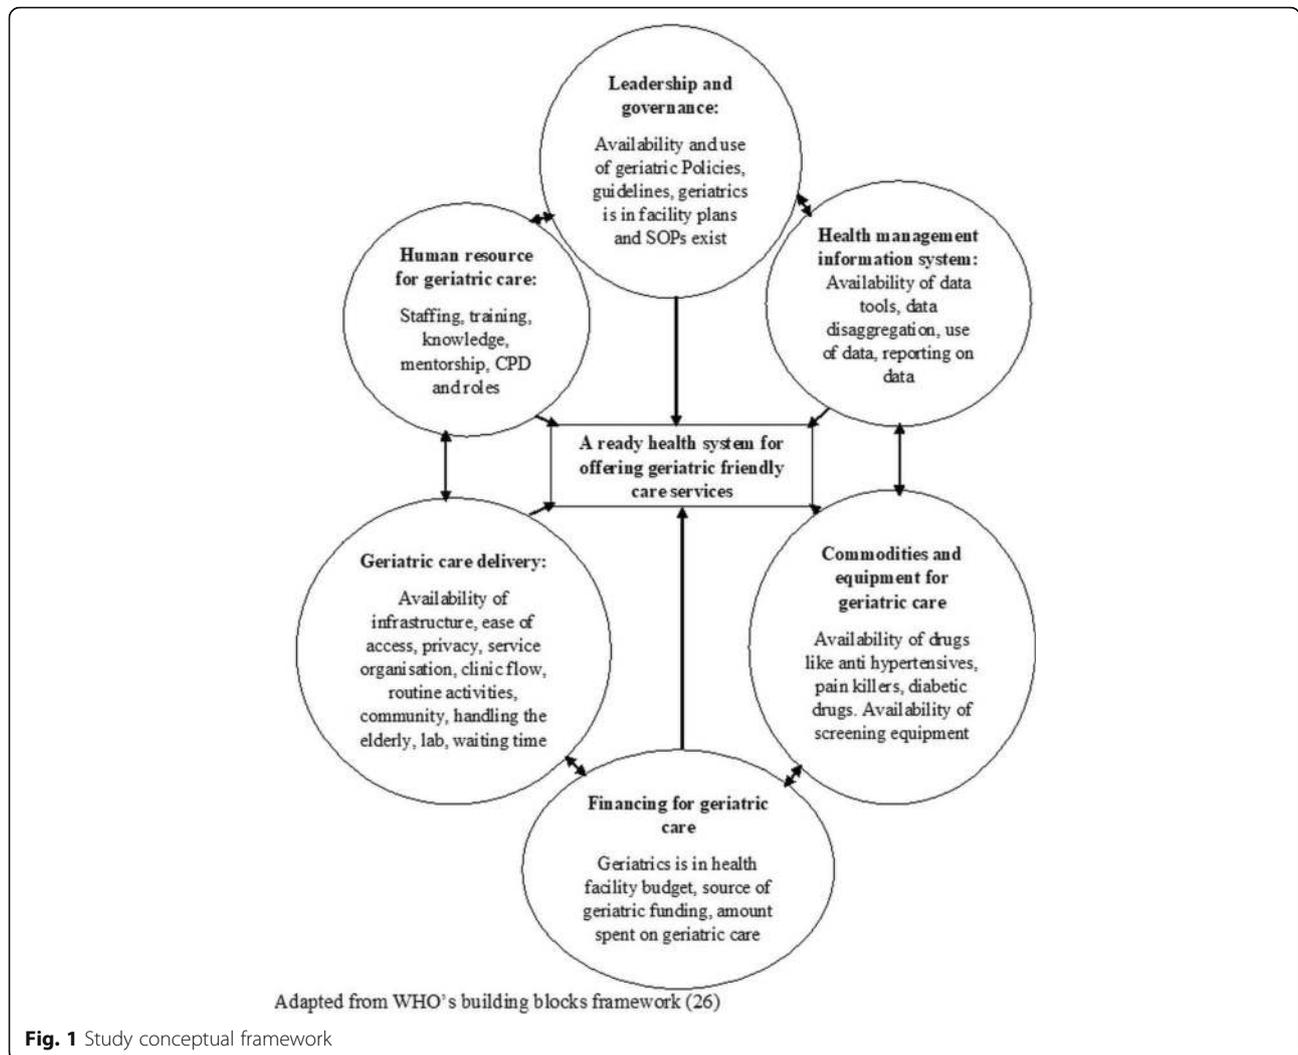 Leadership and
governance:
Availability and use
of geriatric Policies,
guidelines, geriatrics
is in facility plans
and SOPs exist
Human resource
for geriatric care:
Staffing, training,
knowledge,
mentorship, CPD
and roles
Health management
information system:
Availability of data
tools, data
disaggregation, use
of data, reporting on
data
A ready health system for
offering geriatric friendly
care services
Geriatric care delivery:
Availability of
infrastructure, ease of
access, privacy, service
organisation, clinic flow,
routine activities,
community, handling the
elderly, lab, waiting time
Commodities and
equipment for
geriatric care
Availability of drugs
like anti hypertensives,
pain killers, diabetic
drugs. Availability of
screening equipment
Financing for geriatric
care
Geriatrics is in health
facility budget, source of
geriatric funding, amount
spent on geriatric care
Adapted from WHO's building blocks framework (26)
Fig. 1 Study conceptual framework